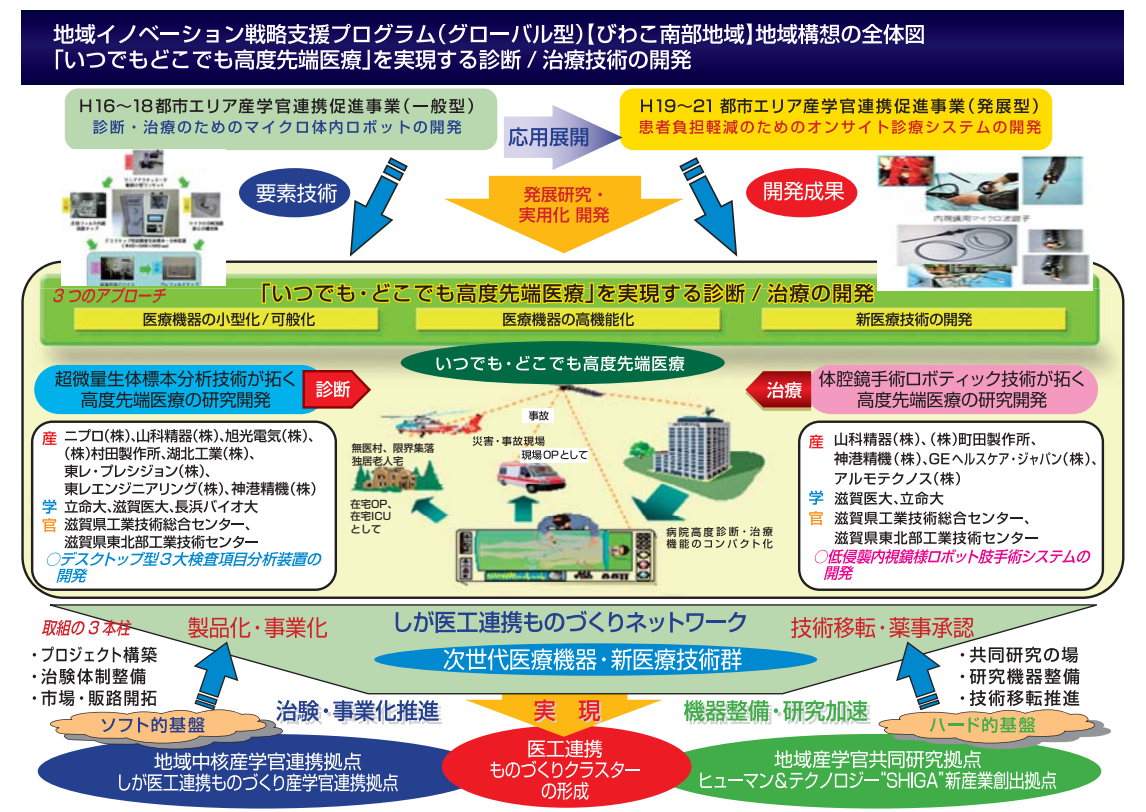 地域イノベーション戦略支援プログラム(グローバル型)【びわこ南部地域】地域構想の全体図
「いつでもどこでも高度先端医療」を実現する診断/治療技術の開発
H16〜18都市エリア産学官連携促進事業(一般型)
診断・治療のためのマイクロ体内ロボットの開発
応用展開
H19〜21 都市エリア産学官連携促進事業(発展型)
患者負担軽減のためのオンサイト診療システムの開発
要素技術
発展研究・
実用化 開発
開発成果
内視鏡用マイクロ波鉗子
3つのアプローチ
「いつでも・どこでも高度先端医療」を実現する診断/治療の開発
医療機器の小型化/可般化
医療機器の高機能化
新医療技術の開発
いつでも・どこでも高度先端医療
超微量生体標本分析技術が拓く
高度先端医療の研究開発
診断
治療
体腔鏡手術ロボティック技術が拓く
高度先端医療の研究開発
産 ニプロ(株)、山科精器(株)、旭光電気(株)、
(株)村田製作所、湖北工業(株)、
東レ・プレシジョン(株)、
東レエンジニアリング(株)、神港精機(株)
学 立命大、滋賀医大、長浜バイオ大
官 滋賀県工業技術総合センター、
滋賀県東北部工業技術センター
○デスクトップ型3大検査項目分析装置の
開発
事故
無医村、限界集落
独居老人宅
災害・事故現場
現場OPとして
在宅OP、
在宅ICU
として
病院高度診断・治療
機能のコンパクト化
産 山科精器(株)、(株)町田製作所、
神港精機(株)、GEヘルスケア・ジャパン(株)、
アルモテクノス(株)
学 滋賀医大、立命大
官 滋賀県工業技術総合センター、
滋賀県東北部工業技術センター
○低侵襲内視鏡様ロボット肢手術システムの
開発
取組の3本柱
製品化・事業化
しが医工連携ものづくりネットワーク
技術移転・薬事承認
次世代医療機器・新医療技術群
・プロジェクト構築
・治験体制整備
・市場・販路開拓
・共同研究の場
・研究機器整備
・技術移転推進
ソフト的基盤
治験・事業化推進
実 現
機器整備・研究加速
ハード的基盤
地域中核産学官連携拠点
しが医工連携ものづくり産学官連携拠点
医工連携
ものづくりクラスター
の形成
地域産学官共同研究拠点
ヒューマン&テクノロジー“SHIGA”新産業創出拠点